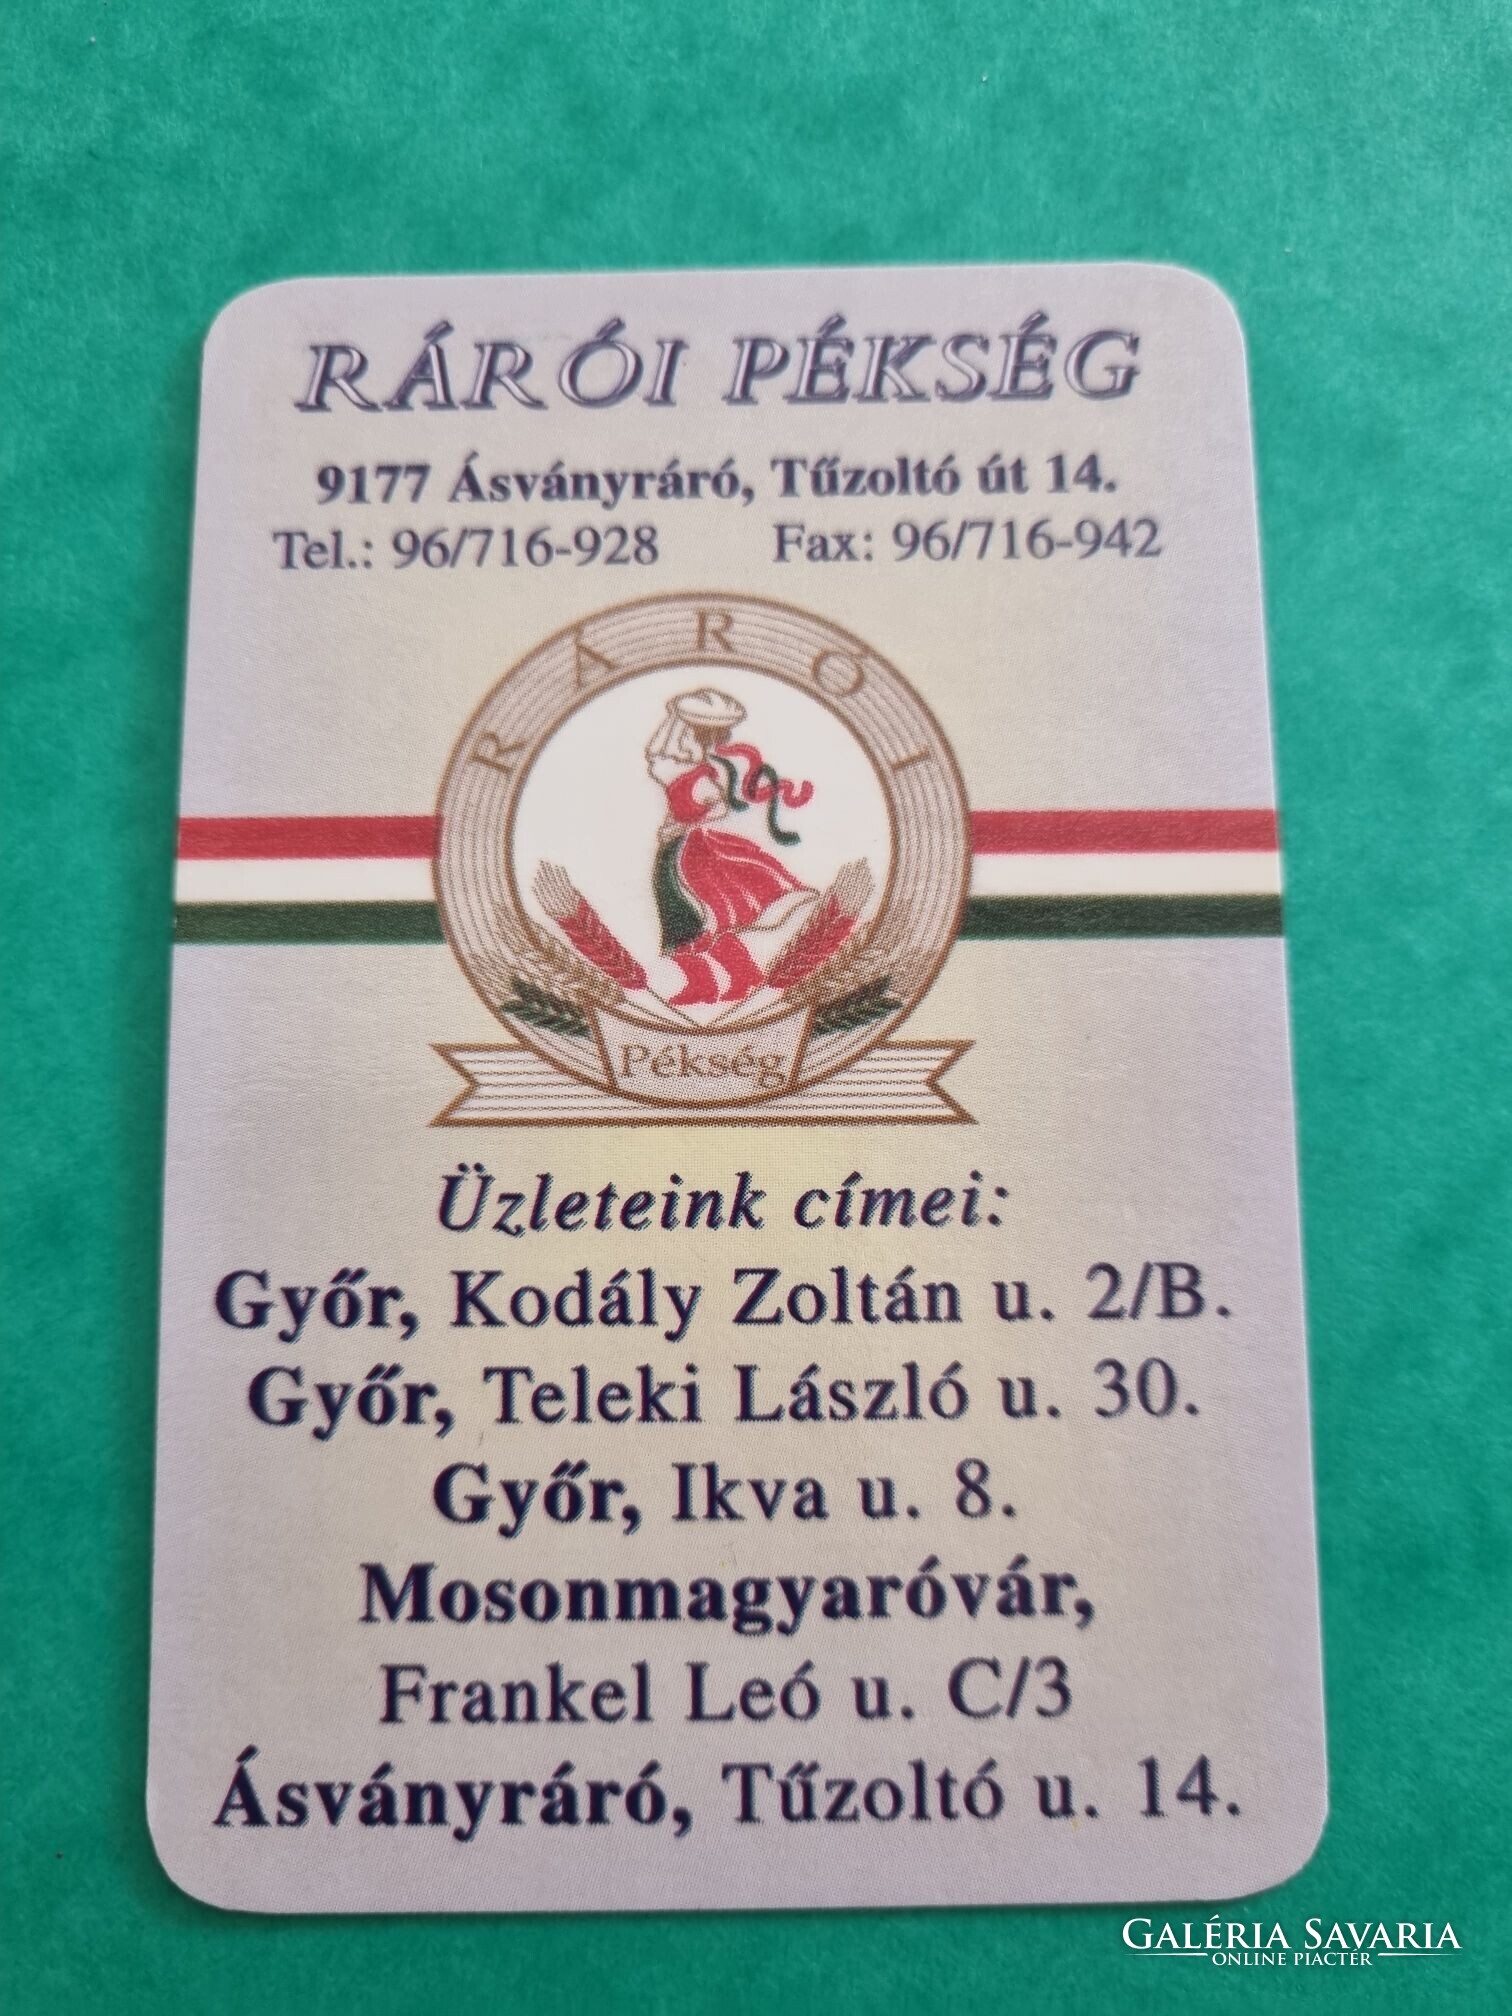 RÁRÓI PÉKSÉG
9177 Ásványráró, Tűzoltó út 14.
Tel.: 96/716-928 Fax: 96/716-942
RÁRÓI
Pékség
Üzleteink címei:
Győr, Kodály Zoltán u. 2/B.
Győr, Teleki László u. 30.
Győr, Ikva u. 8.
Mosonmagyaróvár,
Frankel Leó u. C/3
Ásványráró, Tűzoltó u. 14.
GALÉRIA SAVARIA
ONLINE PIACTÉR